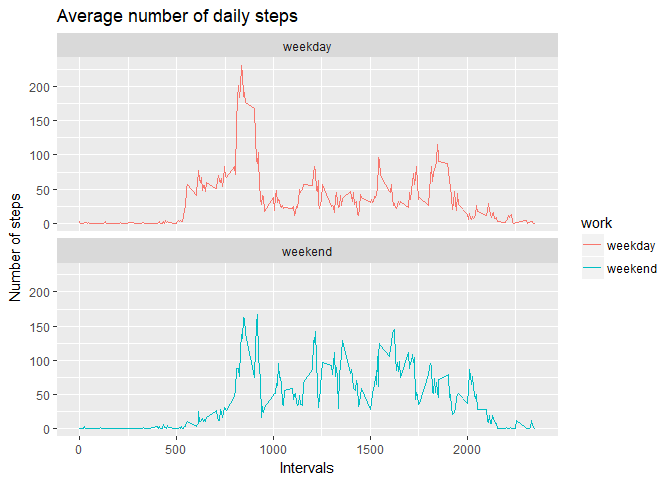 Average number of daily steps
weekday
200
150
100
50
0
weekend
200
150
100
50
0
0 500 1000 1500 2000
Intervals
Number of steps
work
weekday
weekend